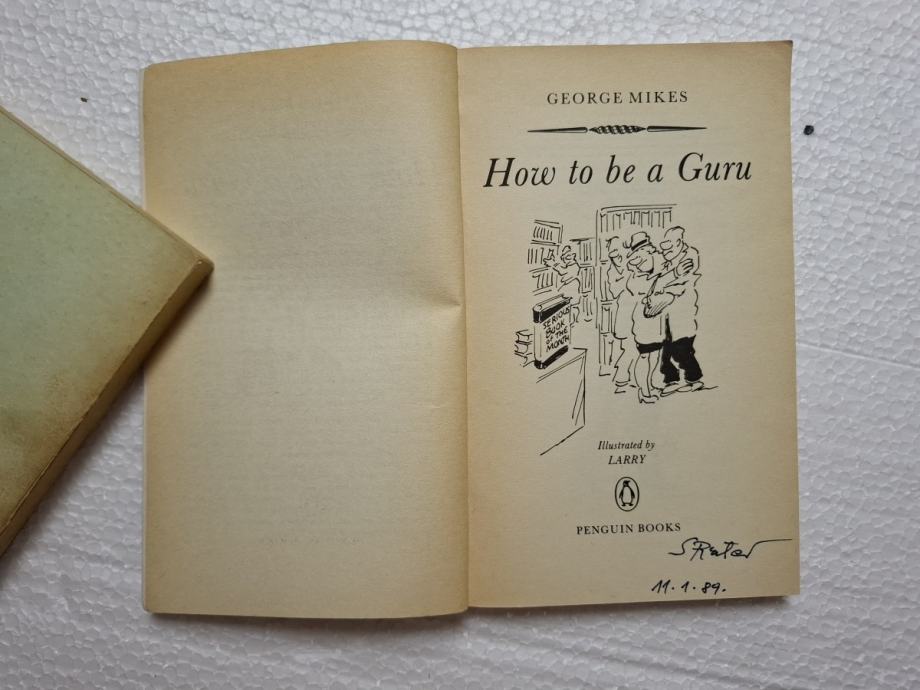 GEORGE MIKES
How to be a Guru
SERIOUS
BOOK
OF THE
MONTH
Illustrated by
LARRY
PENGUIN BOOKS
11.1.89.